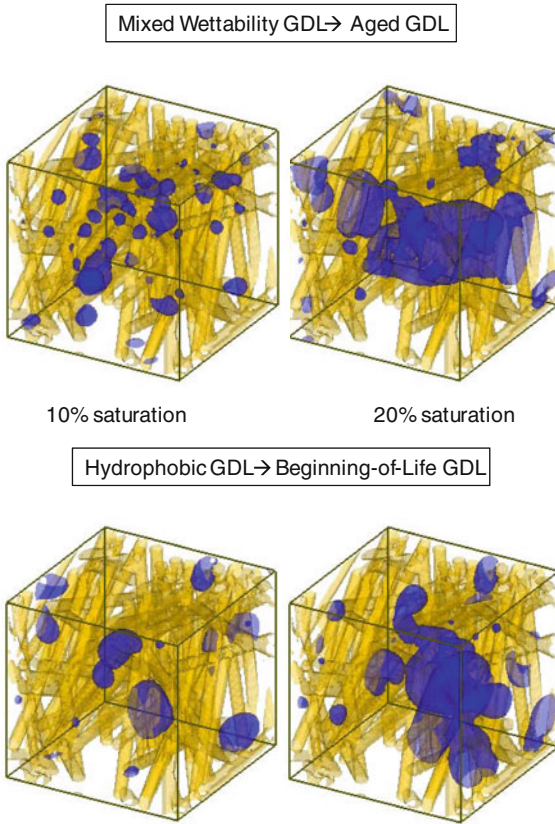 Mixed Wettability GDL→ Aged GDL
10% saturation
20% saturation
Hydrophobic GDL→ Beginning-of-Life GDL